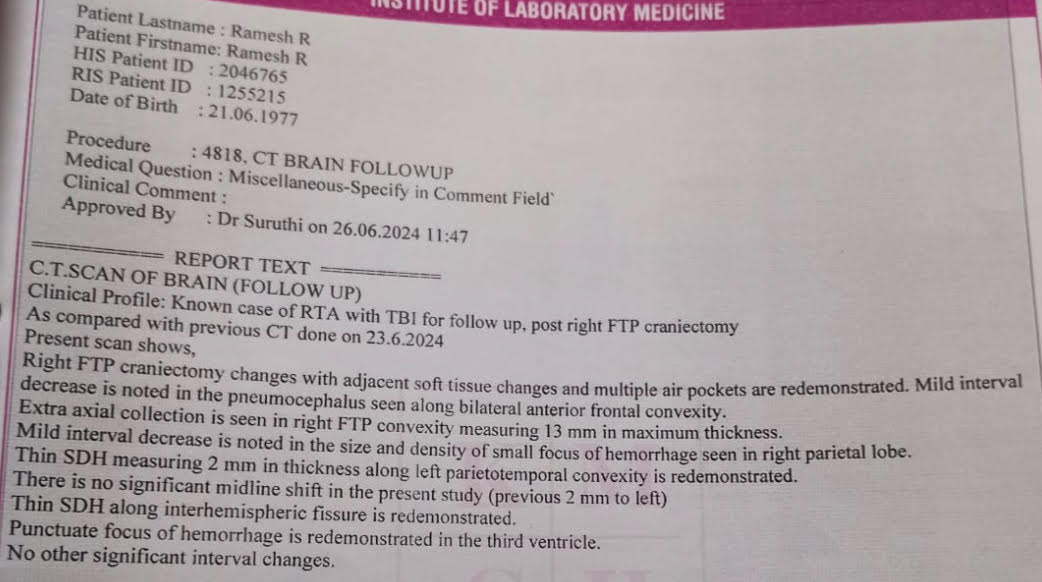 INSTITUTE OF LABORATORY MEDICINE
Patient Lastname : Ramesh R
Patient Firstname: Ramesh R
HIS Patient ID : 2046765
RIS Patient ID : 1255215
Date of Birth : 21.06.1977
Procedure : 4818, CT BRAIN FOLLOWUP
Medical Question : Miscellaneous-Specify in Comment Field`
Clinical Comment :
Approved By : Dr Suruthi on 26.06.2024 11:47
============ REPORT TEXT ============
C.T.SCAN OF BRAIN (FOLLOW UP)
Clinical Profile: Known case of RTA with TBI for follow up, post right FTP craniectomy
As compared with previous CT done on 23.6.2024
Present scan shows,
Right FTP craniectomy changes with adjacent soft tissue changes and multiple air pockets are redemonstrated. Mild interval
decrease is noted in the pneumocephalus seen along bilateral anterior frontal convexity.
Extra axial collection is seen in right FTP convexity measuring 13 mm in maximum thickness.
Mild interval decrease is noted in the size and density of small focus of hemorrhage seen in right parietal lobe.
Thin SDH measuring 2 mm in thickness along left parietotemporal convexity is redemonstrated.
There is no significant midline shift in the present study (previous 2 mm to left)
Thin SDH along interhemispheric fissure is redemonstrated.
Punctuate focus of hemorrhage is redemonstrated in the third ventricle.
No other significant interval changes.